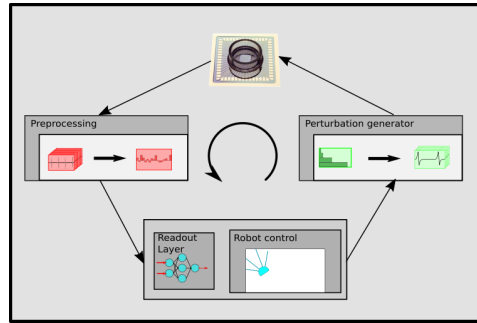 Preprocessing
Perturbation generator
Readout
Layer
Robot control